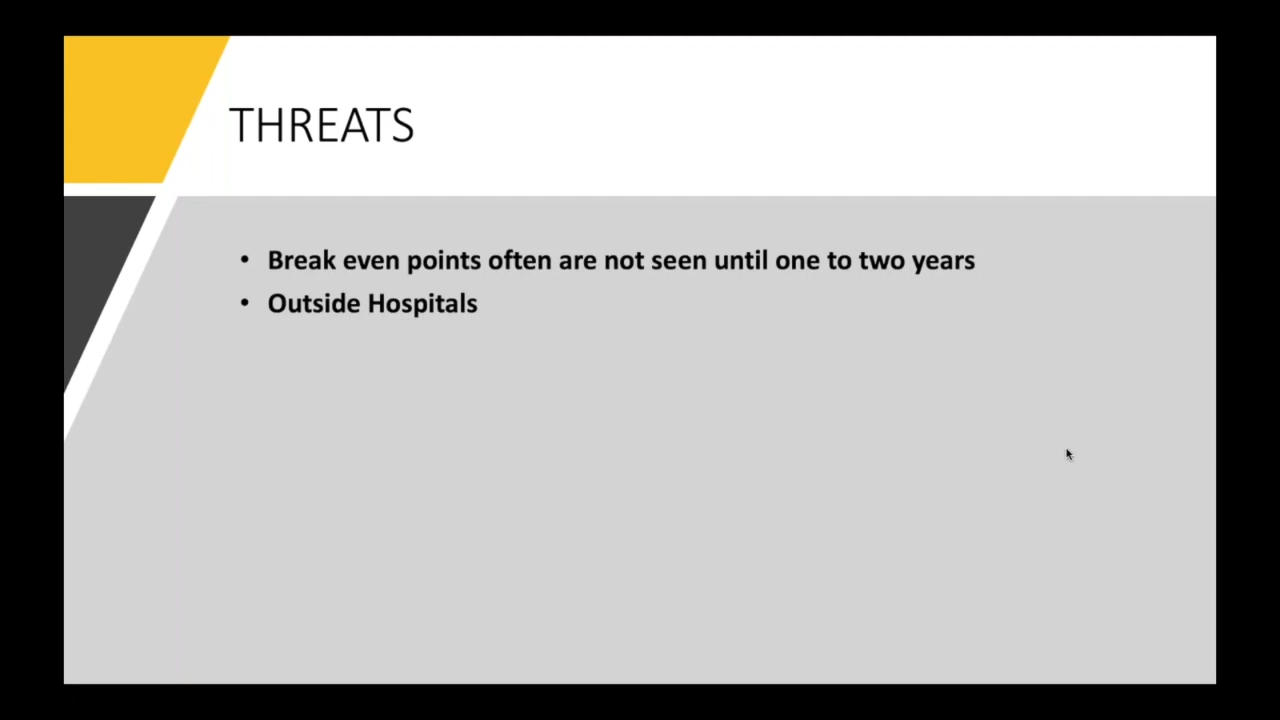 THREATS
• Break even points often are not seen until one to two years
• Outside Hospitals